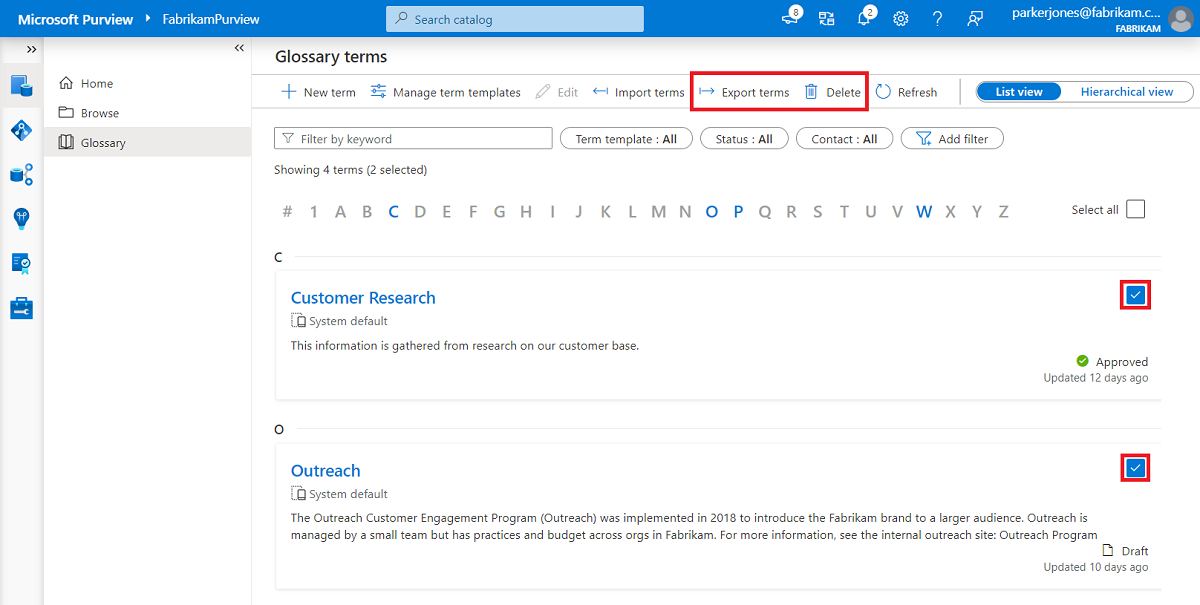 Microsoft Purview FabrikamPurview Search catalog 8 2 parkerjones@fabrikam.c...
FABRIKAM
Home
Browse
Glossary
Glossary terms
New term Manage term templates Edit Import terms Export terms Delete Refresh List view Hierarchical view
Filter by keyword Term template : All Status : All Contact : All Add filter
Showing 4 terms (2 selected)
# 1 A B C D E F G H I J K L M N O P Q R S T U V W X Y Z Select all
C
Customer Research
System default
This information is gathered from research on our customer base.
Approved
Updated 12 days ago
O
Outreach
System default
The Outreach Customer Engagement Program (Outreach) was implemented in 2018 to introduce the Fabrikam brand to a larger audience. Outreach is
managed by a small team but has practices and budget across orgs in Fabrikam. For more information, see the internal outreach site: Outreach Program
Draft
Updated 10 days ago